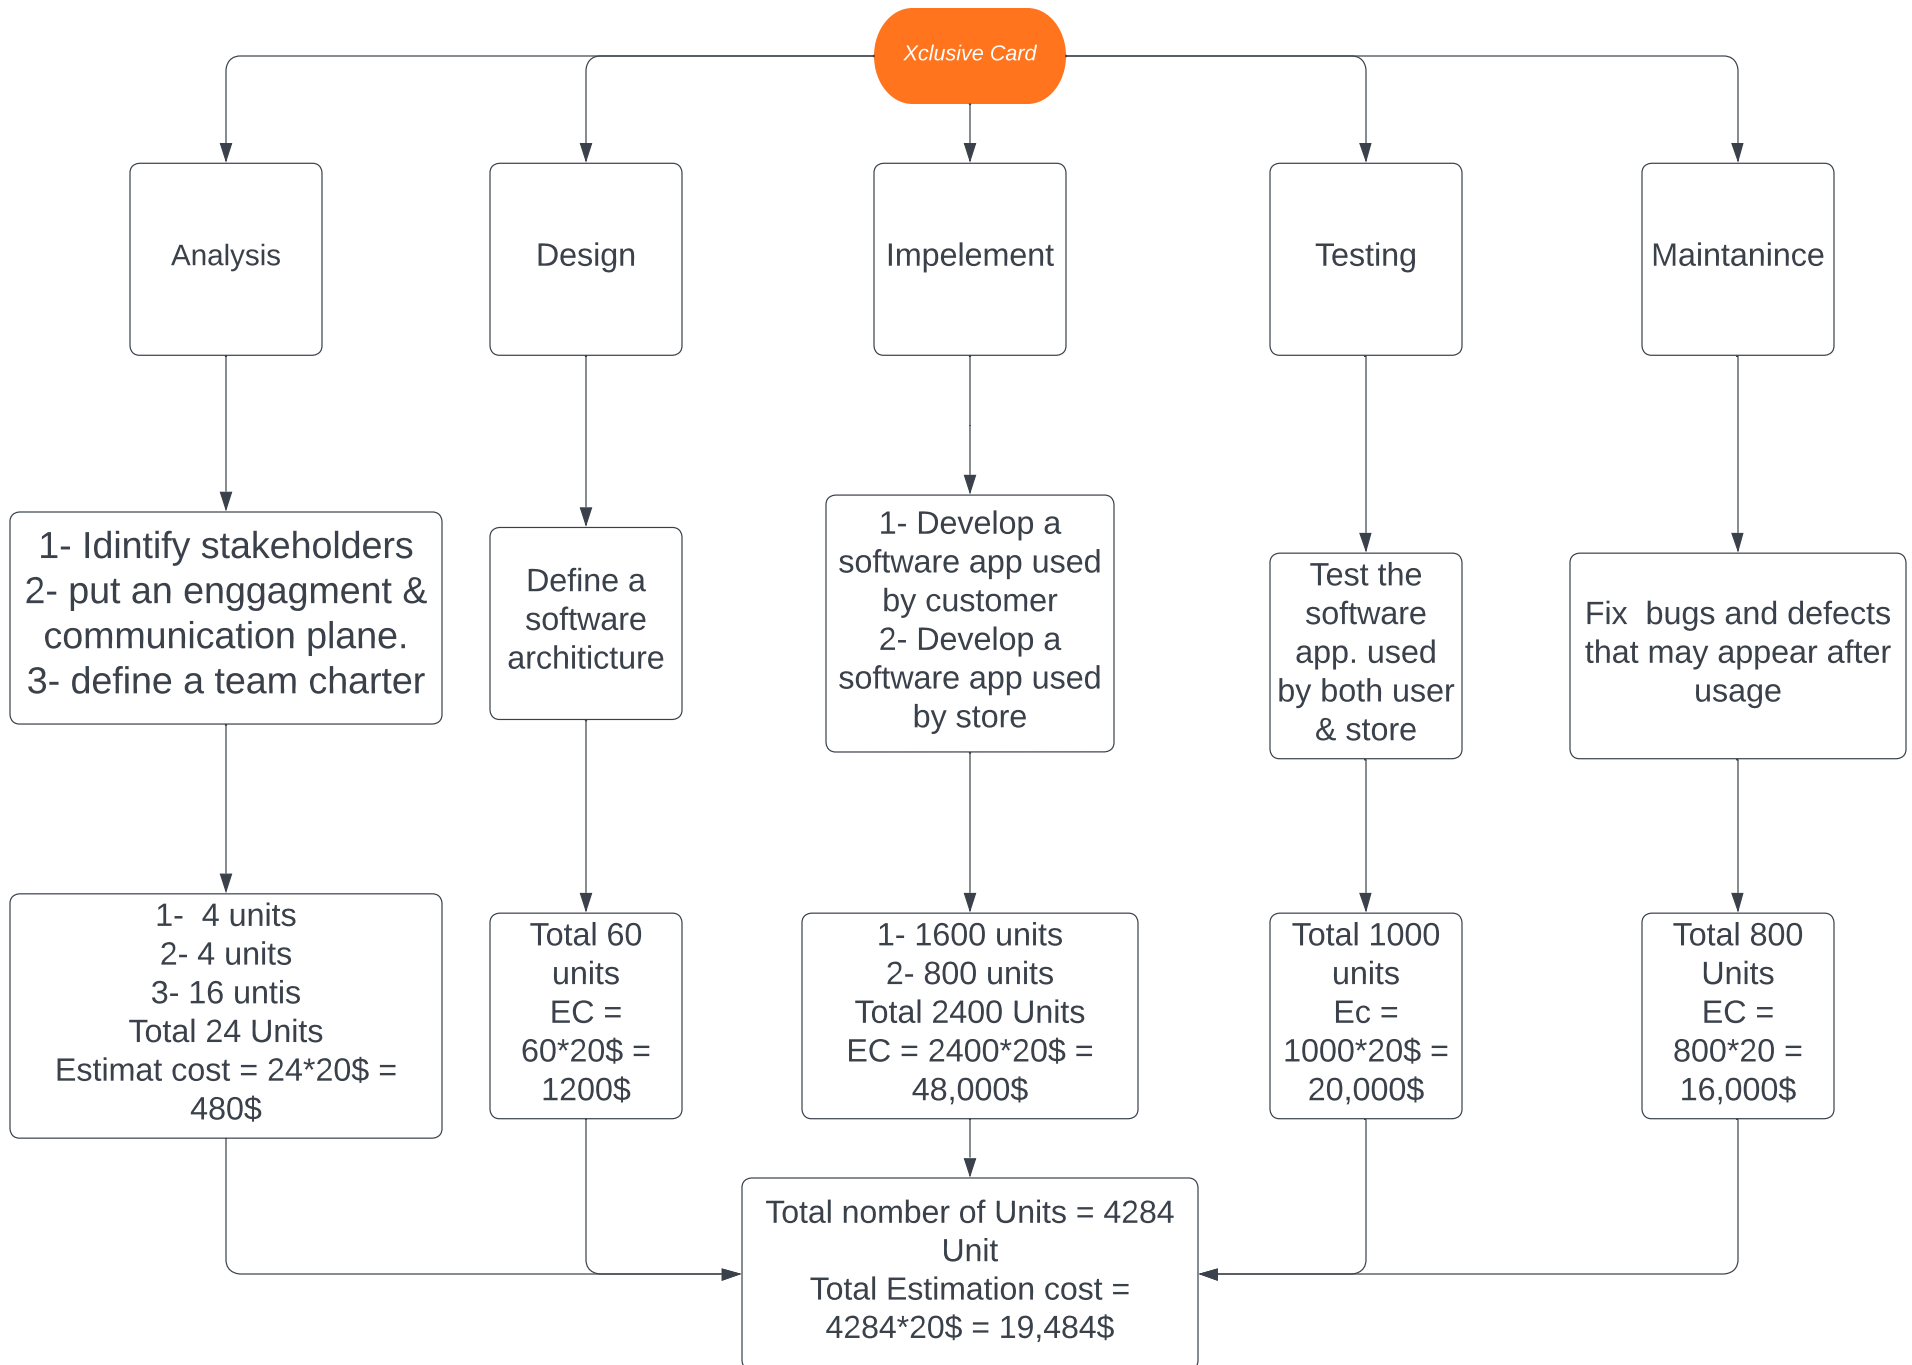 Xclusive Card
Analysis
Design
Impelement
Testing
Maintanince
1- Idintify stakeholders
2- put an enggagment &
communication plane.
3- define a team charter
Define a
software
architicture
1- Develop a
software app used
by customer
2- Develop a
software app used
by store
Test the
software
app. used
by both user
& store
Fix  bugs and defects
that may appear after
usage
1-  4 units
2- 4 units
3- 16 untis
Total 24 Units
Estimat cost = 24*20$ =
480$
Total 60
units
EC =
60*20$ =
1200$
1- 1600 units
2- 800 units
Total 2400 Units
EC = 2400*20$ =
48,000$
Total 1000
units
Ec =
1000*20$ =
20,000$
Total 800
Units
EC =
800*20 =
16,000$
Total nomber of Units = 4284
Unit
Total Estimation cost =
4284*20$ = 19,484$